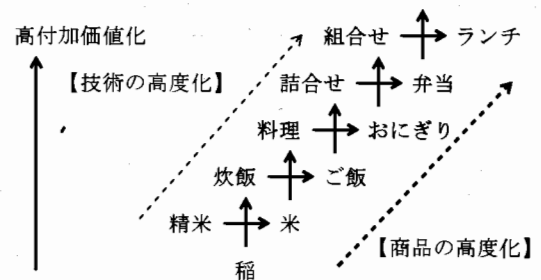 高付加価値化
組合せ
ランチ
【技術の高度化】
詰合せ
弁当
料理
おにぎり
炊飯
ご飯
精米
米
【商品の高度化】
稲